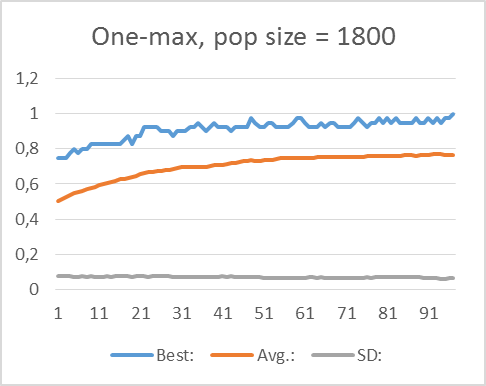 One-max, pop size = 1800
1,2
1
0,8
0,6
0,4
0,2
0
1 11 21 31 41 51 61 71 81 91
Best: Avg.: SD: